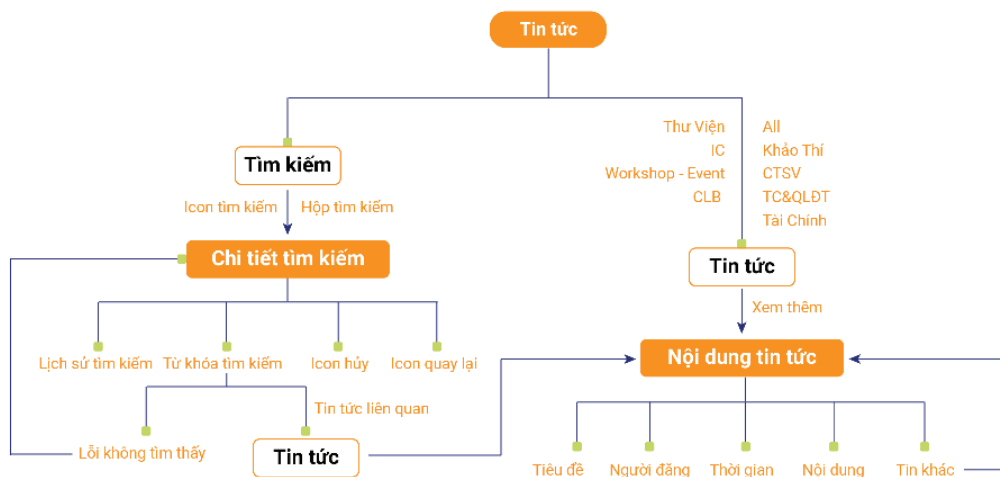 Tin tức
Thư Viện
IC
Workshop - Event
CLB
All
Khảo Thí
CTSV
TC&QLĐT
Tài Chính
Tìm kiếm
Icon tìm kiếm
Hộp tìm kiếm
Chi tiết tìm kiếm
Tin tức
Xem thêm
Lịch sử tìm kiếm
Từ khóa tìm kiếm
Icon hủy
Icon quay lại
Nội dung tin tức
Tin tức liên quan
Lỗi không tìm thấy
Tin tức
Tiêu đề
Người đăng
Thời gian
Nội dung
Tin khác